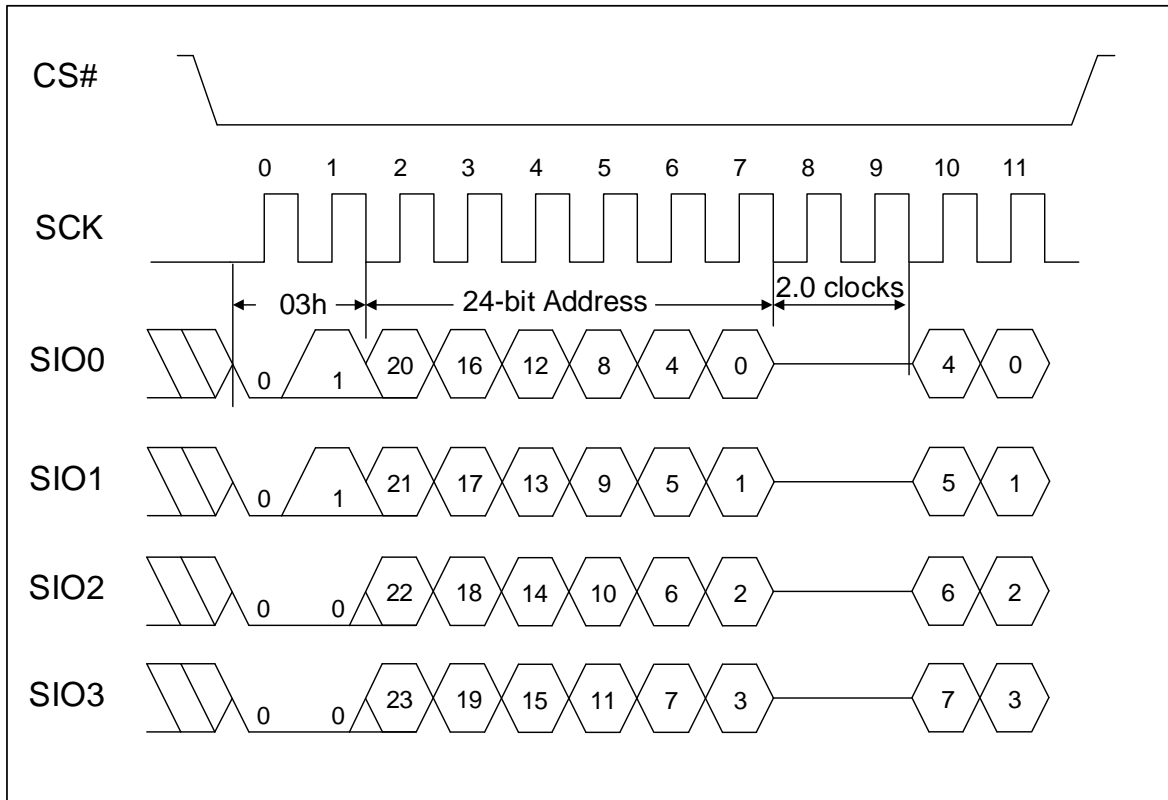 CS#
0 1 2 3 4 5 6 7 8 9 10 11
SCK
03h 24-bit Address 2.0 clocks
SIO0 0 1 20 16 12 8 4 0 4 0
SIO1 0 1 21 17 13 9 5 1 5 1
SIO2 0 0 22 18 14 10 6 2 6 2
SIO3 0 0 23 19 15 11 7 3 7 3